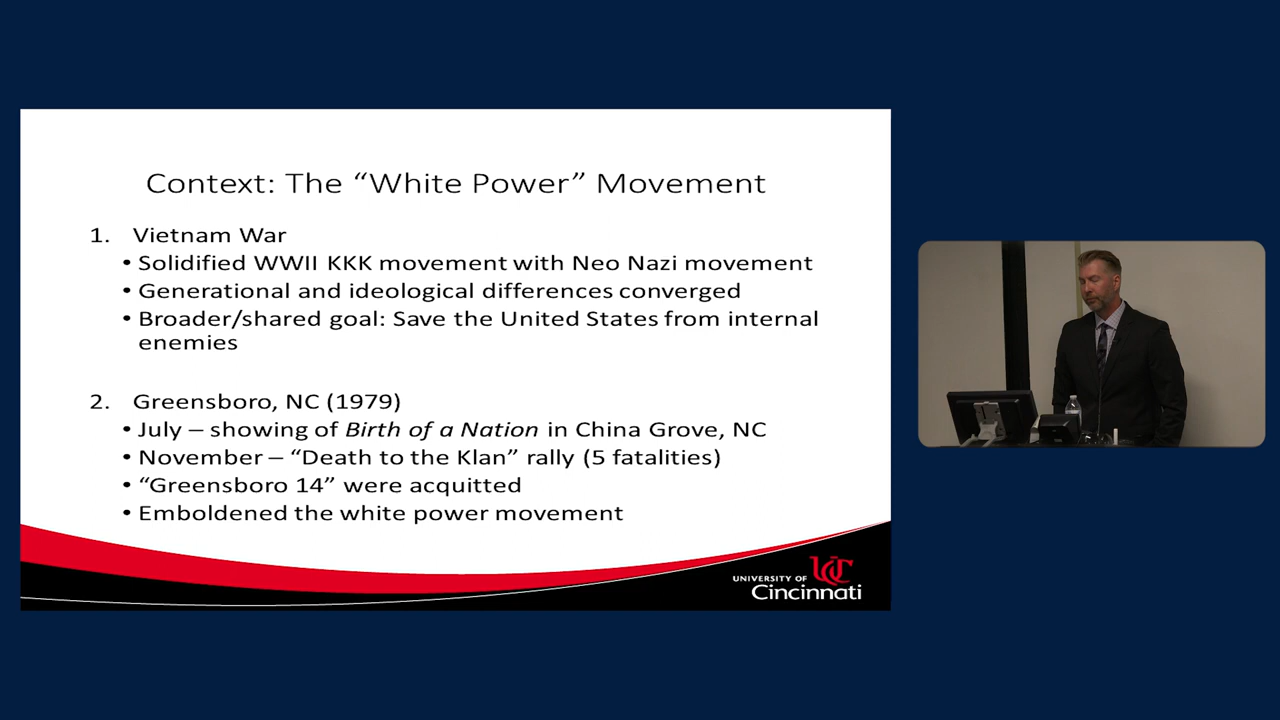 Context: The “White Power” Movement
1. Vietnam War
• Solidified WWII KKK movement with Neo Nazi movement
• Generational and ideological differences converged
• Broader/shared goal: Save the United States from internal
enemies
2. Greensboro, NC (1979)
• July – showing of Birth of a Nation in China Grove, NC
• November – “Death to the Klan” rally (5 fatalities)
• “Greensboro 14” were acquitted
• Emboldened the white power movement
UC
UNIVERSITY OF
Cincinnati